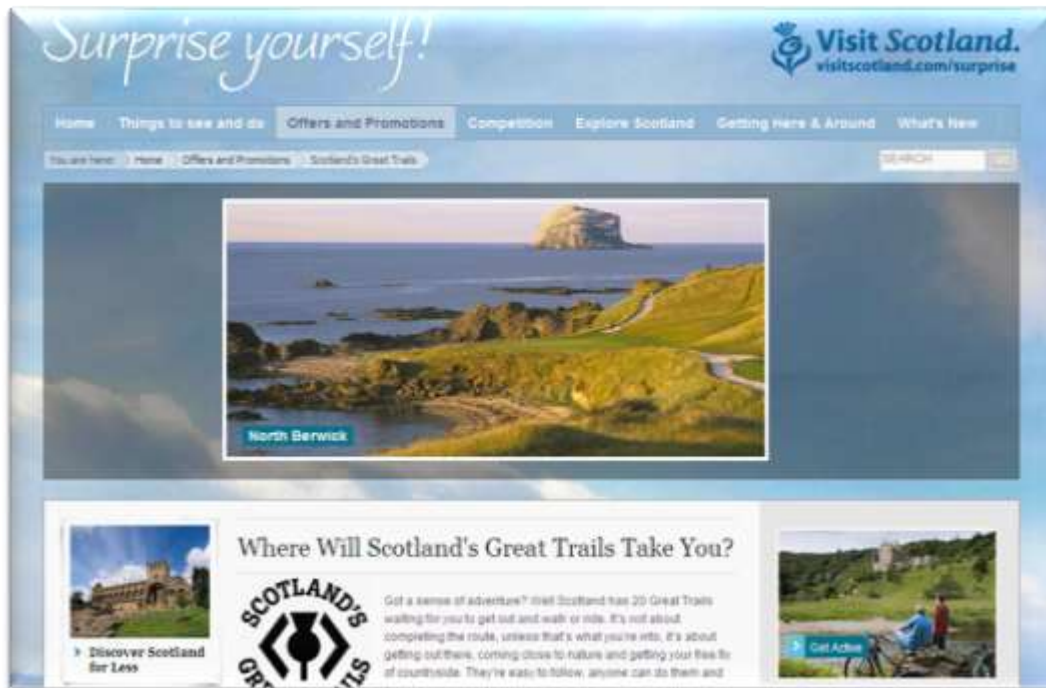 Surprise yourself!
Visit Scotland.
visitscotland.com/surprise
Home Things to see and do Offers and Promotions Competition Explore Scotland Getting Here & Around What's New
You are here: Home Offers and Promotions Scotland's Great Trails
SEARCH
North Berwick
Where Will Scotland's Great Trails Take You?
SCOTLAND'S
Got a sense of adventure? Well Scotland has 20 Great Trails
waiting for you to get out and walk or ride. It's not about
completing the route, unless that's what you're into, it's about
getting out there, coming close to nature and getting your free fix
of countryside. They're easy to follow, anyone can do them and
Discover Scotland
for Less
Get Active